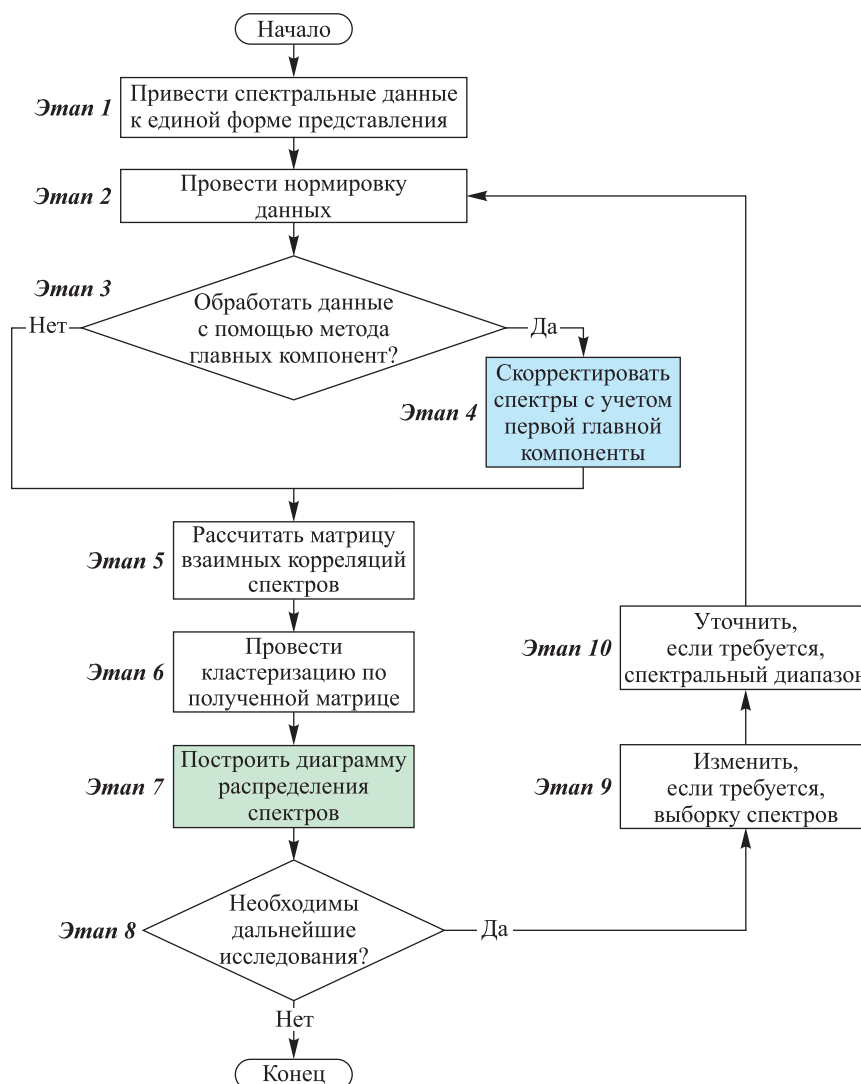 Начало
Этап 1
Привести спектральные данные
к единой форме представления
Этап 2
Провести нормировку
данных
Этап 3
Обработать данные
с помощью метода
главных компонент?
Нет
Да
Этап 4
Скорректировать
спектры с учетом
первой главной
компоненты
Этап 5
Рассчитать матрицу
взаимных корреляций
спектров
Этап 6
Провести
кластеризацию по
полученной матрице
Этап 7
Построить диаграмму
распределения
спектров
Этап 8
Необходимы
дальнейшие
исследования?
Да
Этап 9
Изменить,
если требуется,
выборку спектров
Этап 10
Уточнить,
если требуется,
спектральный диапазон
Нет
Конец